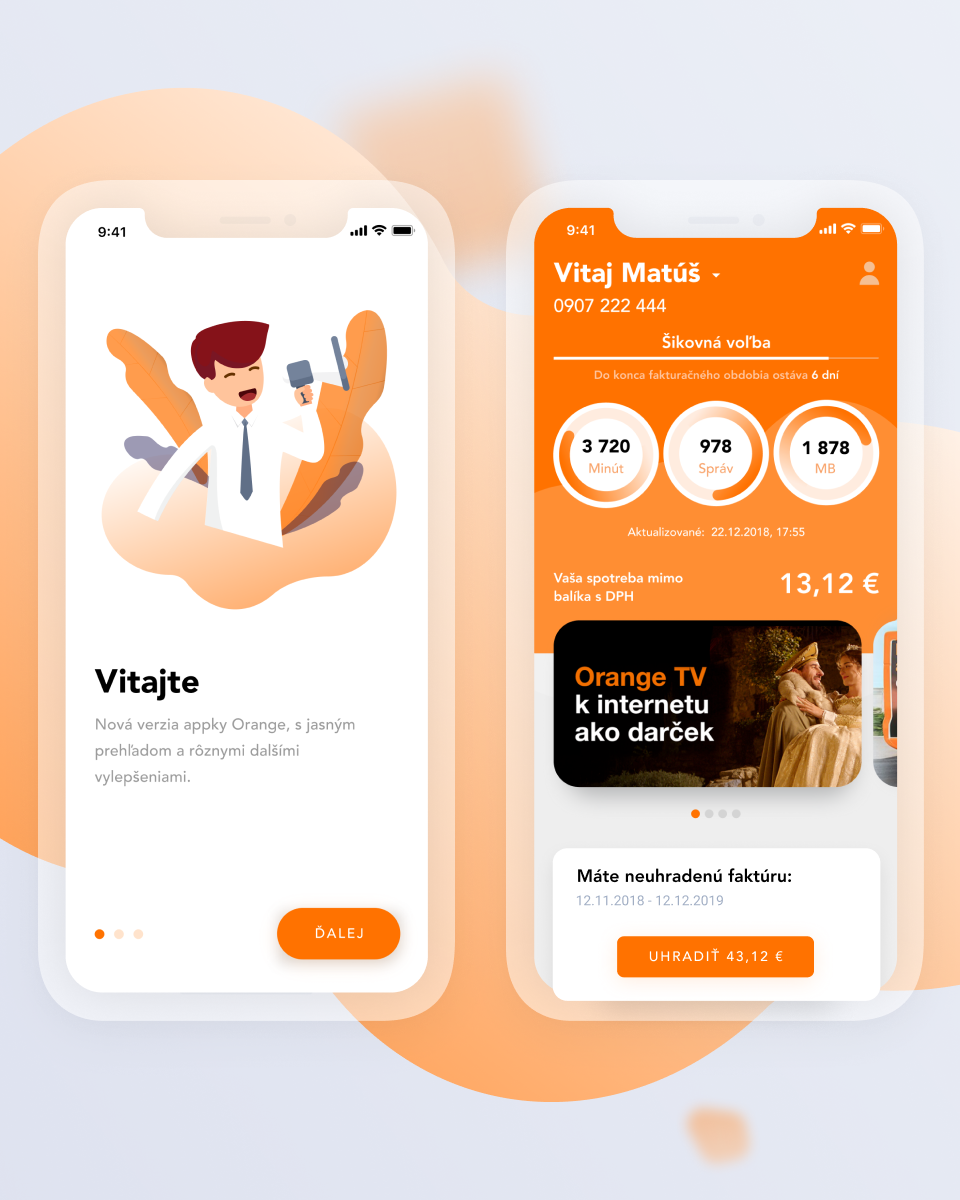 9:41
Vitajte
Nová verzia appky Orange, s jasným
prehľadom a rôznymi dalšími
vylepšeniami.
ĎALEJ
9:41
Vitaj Matúš
0907 222 444
Šikovná voľba
Do konca fakturačného obdobia ostáva 6 dní
3 720
Minút
978
Správ
1 878
MB
Aktualizované: 22.12.2018, 17:55
Vaša spotreba mimo
balíka s DPH
13,12 €
Orange TV
k internetu
ako darček
Máte neuhradenú faktúru:
12.11.2018 - 12.12.2019
UHRADIŤ 43,12 €